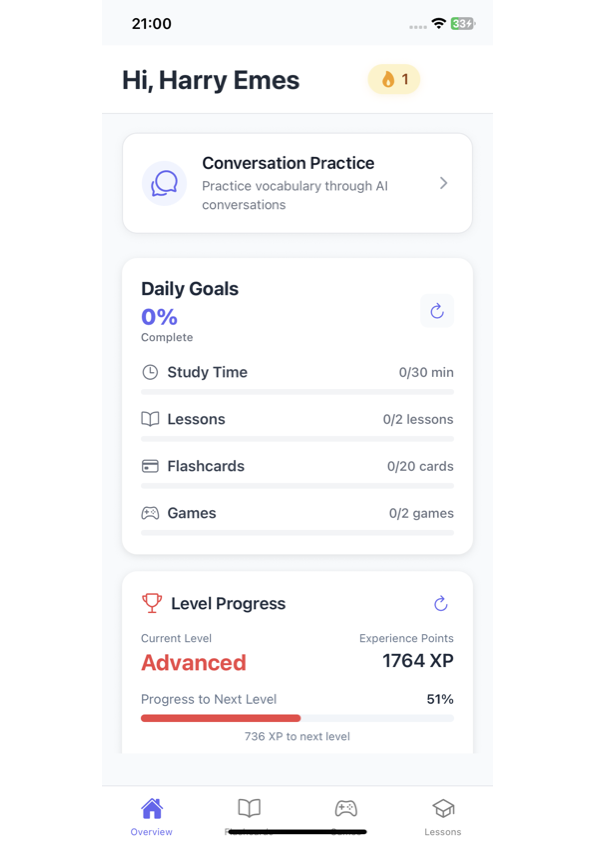 21:00
33
Hi, Harry Emes
1
Conversation Practice
Practice vocabulary through AI
conversations
Daily Goals
0%
Complete
Study Time 0/30 min
Lessons 0/2 lessons
Flashcards 0/20 cards
Games 0/2 games
Level Progress
Current Level Experience Points
Advanced 1764 XP
Progress to Next Level 51%
736 XP to next level
Overview Lessons